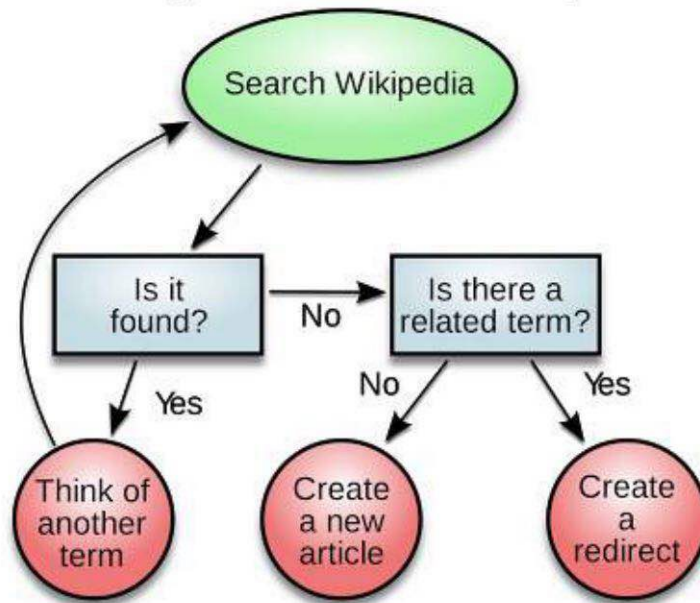 Search Wikipedia
Is it
found?
No
Is there a
related term?
Yes
No
Yes
Think of
another
term
Create
a new
article
Create
a
redirect